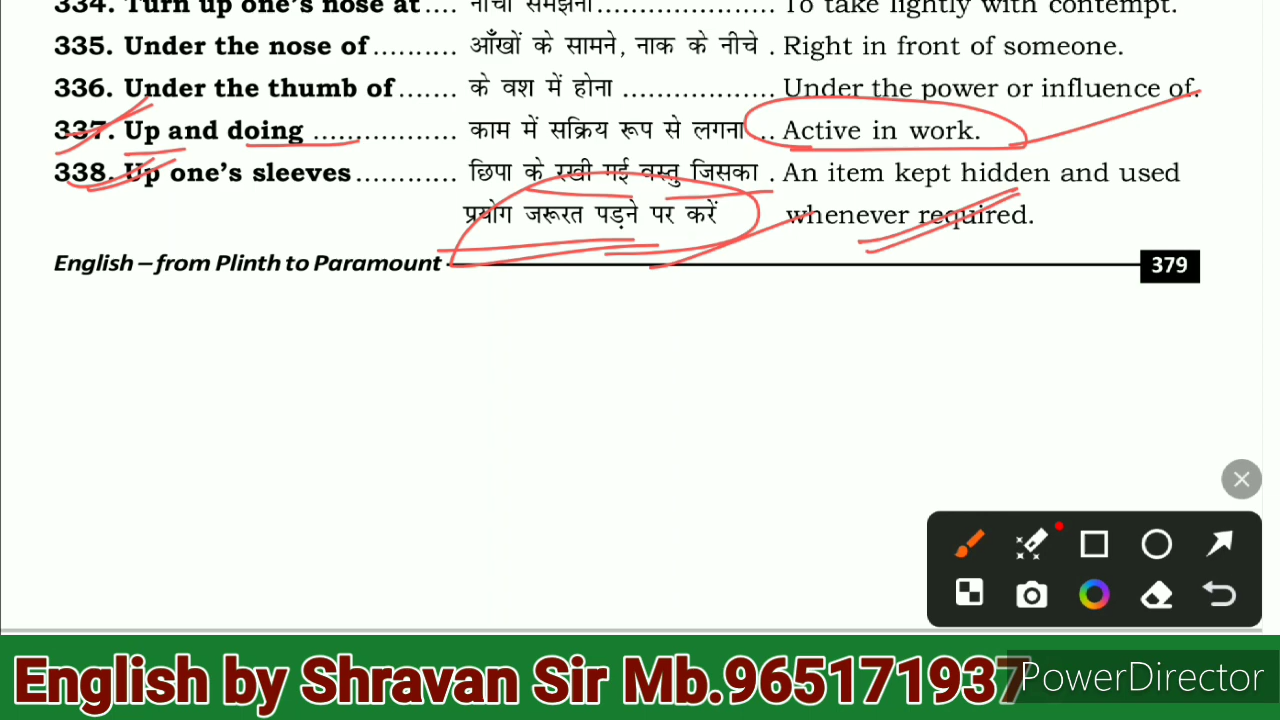 334. Turn up one's nose at .... नीचा समझना ..................... To take lightly with contempt.
335. Under the nose of .......... आँखों के सामने, नाक के नीचे . Right in front of someone.
336. Under the thumb of ....... के वश में होना .................. Under the power or influence of.
337. Up and doing ................. काम में सक्रिय रूप से लगना .. Active in work.
338. Up one's sleeves ........... छिपा के रखी गई वस्तु जिसका . An item kept hidden and used
प्रयोग जरूरत पड़ने पर करें whenever required.
English – from Plinth to Paramount 379
English by Shravan Sir Mb.965171937
PowerDirector